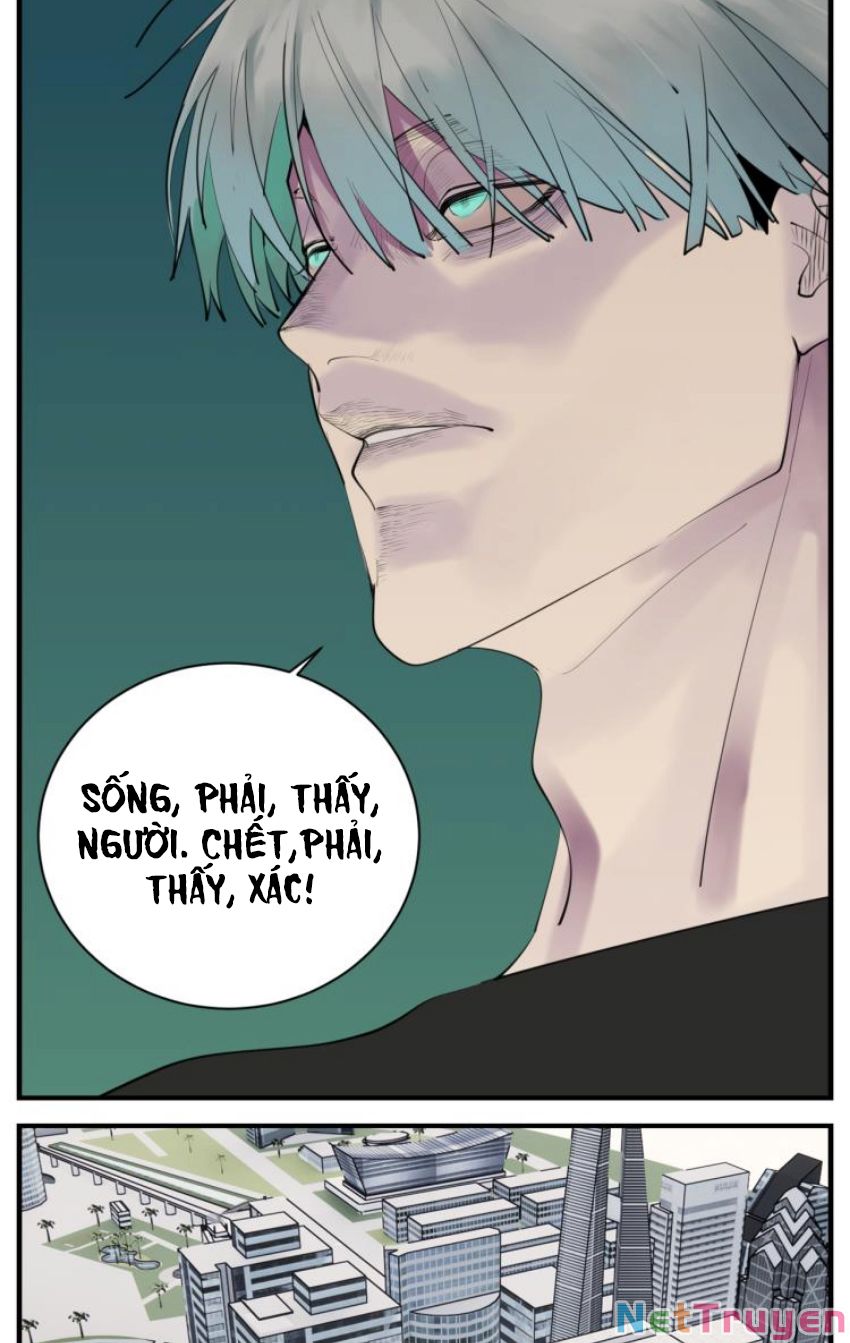 SỐNG, PHẢI, THẤY,
NGƯỜI. CHẾT,PHẢI,
THẤY, XÁC!
NETTRUYEN